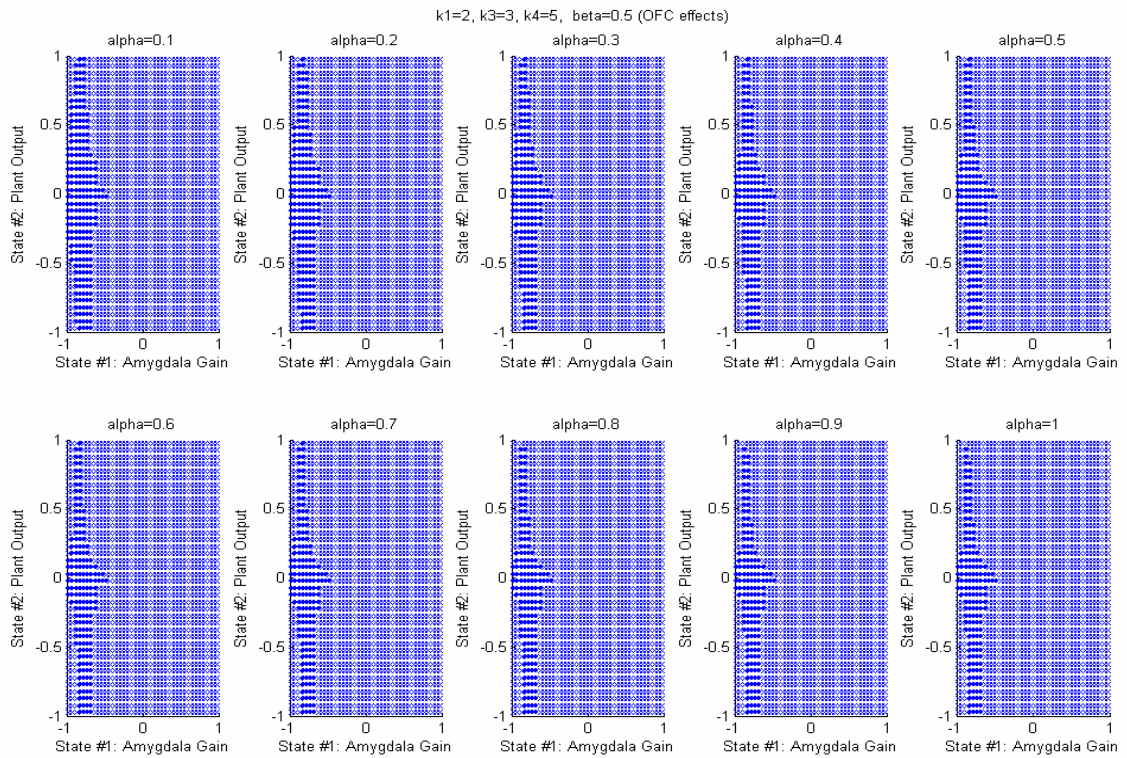 k1=2, k3=3, k4=5, beta=0.5 (OFC effects)
alpha=0.1
alpha=0.2
alpha=0.3
alpha=0.4
alpha=0.5
State #2: Plant Output
1
0.5
0
-0.5
-1
-1
0
1
State #1: Amygdala Gain
State #2: Plant Output
1
0.5
0
-0.5
-1
-1
0
1
State #1: Amygdala Gain
State #2: Plant Output
1
0.5
0
-0.5
-1
-1
0
1
State #1: Amygdala Gain
State #2: Plant Output
1
0.5
0
-0.5
-1
-1
0
1
State #1: Amygdala Gain
State #2: Plant Output
1
0.5
0
-0.5
-1
-1
0
1
State #1: Amygdala Gain
alpha=0.6
alpha=0.7
alpha=0.8
alpha=0.9
alpha=1
State #2: Plant Output
1
0.5
0
-0.5
-1
-1
0
1
State #1: Amygdala Gain
State #2: Plant Output
1
0.5
0
-0.5
-1
-1
0
1
State #1: Amygdala Gain
State #2: Plant Output
1
0.5
0
-0.5
-1
-1
0
1
State #1: Amygdala Gain
State #2: Plant Output
1
0.5
0
-0.5
-1
-1
0
1
State #1: Amygdala Gain
State #2: Plant Output
1
0.5
0
-0.5
-1
-1
0
1
State #1: Amygdala Gain